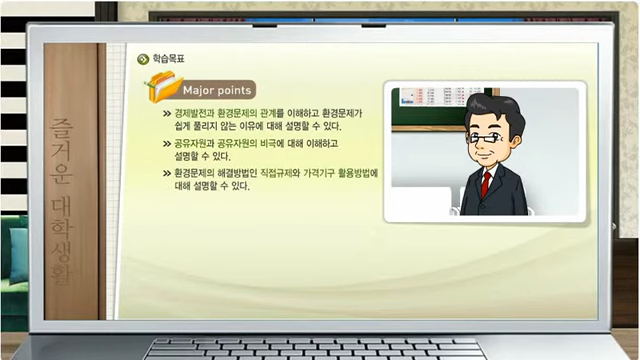 학습목표
Major points
즐거운 대학생활
» 경제발전과 환경문제의 관계를 이해하고 환경문제가
쉽게 풀리지 않는 이유에 대해 설명할 수 있다.
» 공유자원과 공유자원의 비극에 대해 이해하고
설명할 수 있다.
» 환경문제의 해결방법인 직접규제와 가격기구 활용방법에
대해 설명할 수 있다.